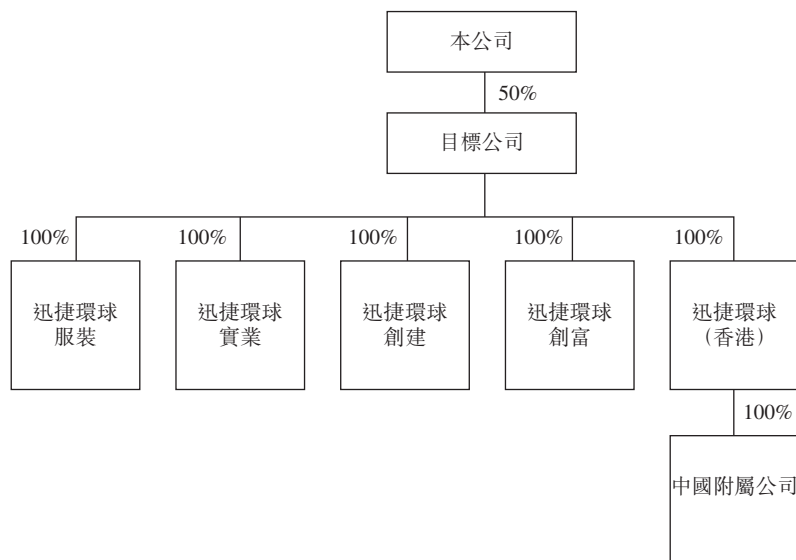 本公司
50%
目標公司
100%
100%
100%
100%
100%
迅捷環球
服裝
迅捷環球
實業
迅捷環球
創建
迅捷環球
創富
迅捷環球
（香港）
100%
中國附屬公司